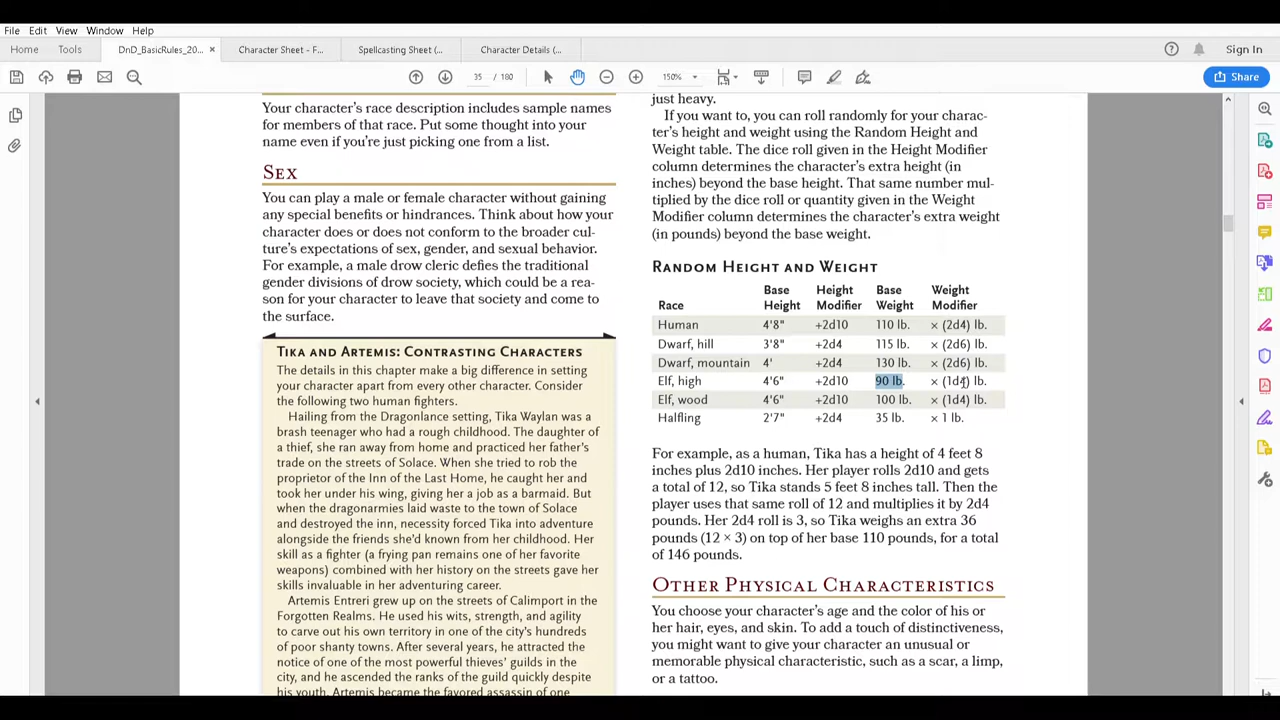 File Edit View Window Help
Home Tools DnD_BasicRules_20... × Character Sheet - F... Spellcasting Sheet (... Character Details (... Sign In
35 / 180 150% Share
Your character's race description includes sample names
for members of that race. Put some thought into your
name even if you're just picking one from a list.
SEX
You can play a male or female character without gaining
any special benefits or hindrances. Think about how your
character does or does not conform to the broader cul-
ture's expectations of sex, gender, and sexual behavior.
For example, a male drow cleric defies the traditional
gender divisions of drow society, which could be a rea-
son for your character to leave that society and come to
the surface.
TIKA AND ARTEMIS: CONTRASTING CHARACTERS
The details in this chapter make a big difference in setting
your character apart from every other character. Consider
the following two human fighters.
Hailing from the Dragonlance setting, Tika Waylan was a
brash teenager who had a rough childhood. The daughter of
a thief, she ran away from home and practiced her father's
trade on the streets of Solace. When she tried to rob the
proprietor of the Inn of the Last Home, he caught her and
took her under his wing, giving her a job as a barmaid. But
when the dragonarmies laid waste to the town of Solace
and destroyed the inn, necessity forced Tika into adventure
alongside the friends she'd known from her childhood. Her
skill as a fighter (a frying pan remains one of her favorite
weapons) combined with her history on the streets gave her
skills invaluable in her adventuring career.
Artemis Entreri grew up on the streets of Calimport in the
Forgotten Realms. He used his wits, strength, and agility
to carve out his own territory in one of the city's hundreds
of poor shanty towns. After several years, he attracted the
notice of one of the most powerful thieves' guilds in the
city, and he ascended the ranks of the guild quickly despite
his youth. Artemis became the favored assassin of one
just heavy.
If you want to, you can roll randomly for your charac-
ter's height and weight using the Random Height and
Weight table. The dice roll given in the Height Modifier
column determines the character's extra height (in
inches) beyond the base height. That same number mul-
tiplied by the dice roll or quantity given in the Weight
Modifier column determines the character's extra weight
(in pounds) beyond the base weight.
RANDOM HEIGHT AND WEIGHT
Base Height Base Weight
Race Height Modifier Weight Modifier
Human 4'8" +2d10 110 lb. × (2d4) lb.
Dwarf, hill 3'8" +2d4 115 lb. × (2d6) lb.
Dwarf, mountain 4' +2d4 130 lb. × (2d6) lb.
Elf, high 4'6" +2d10 90 lb. × (1d4) lb.
Elf, wood 4'6" +2d10 100 lb. × (1d4) lb.
Halfling 2'7" +2d4 35 lb. × 1 lb.
For example, as a human, Tika has a height of 4 feet 8
inches plus 2d10 inches. Her player rolls 2d10 and gets
a total of 12, so Tika stands 5 feet 8 inches tall. Then the
player uses that same roll of 12 and multiplies it by 2d4
pounds. Her 2d4 roll is 3, so Tika weighs an extra 36
pounds (12 × 3) on top of her base 110 pounds, for a total
of 146 pounds.
OTHER PHYSICAL CHARACTERISTICS
You choose your character's age and the color of his or
her hair, eyes, and skin. To add a touch of distinctiveness,
you might want to give your character an unusual or
memorable physical characteristic, such as a scar, a limp,
or a tattoo.